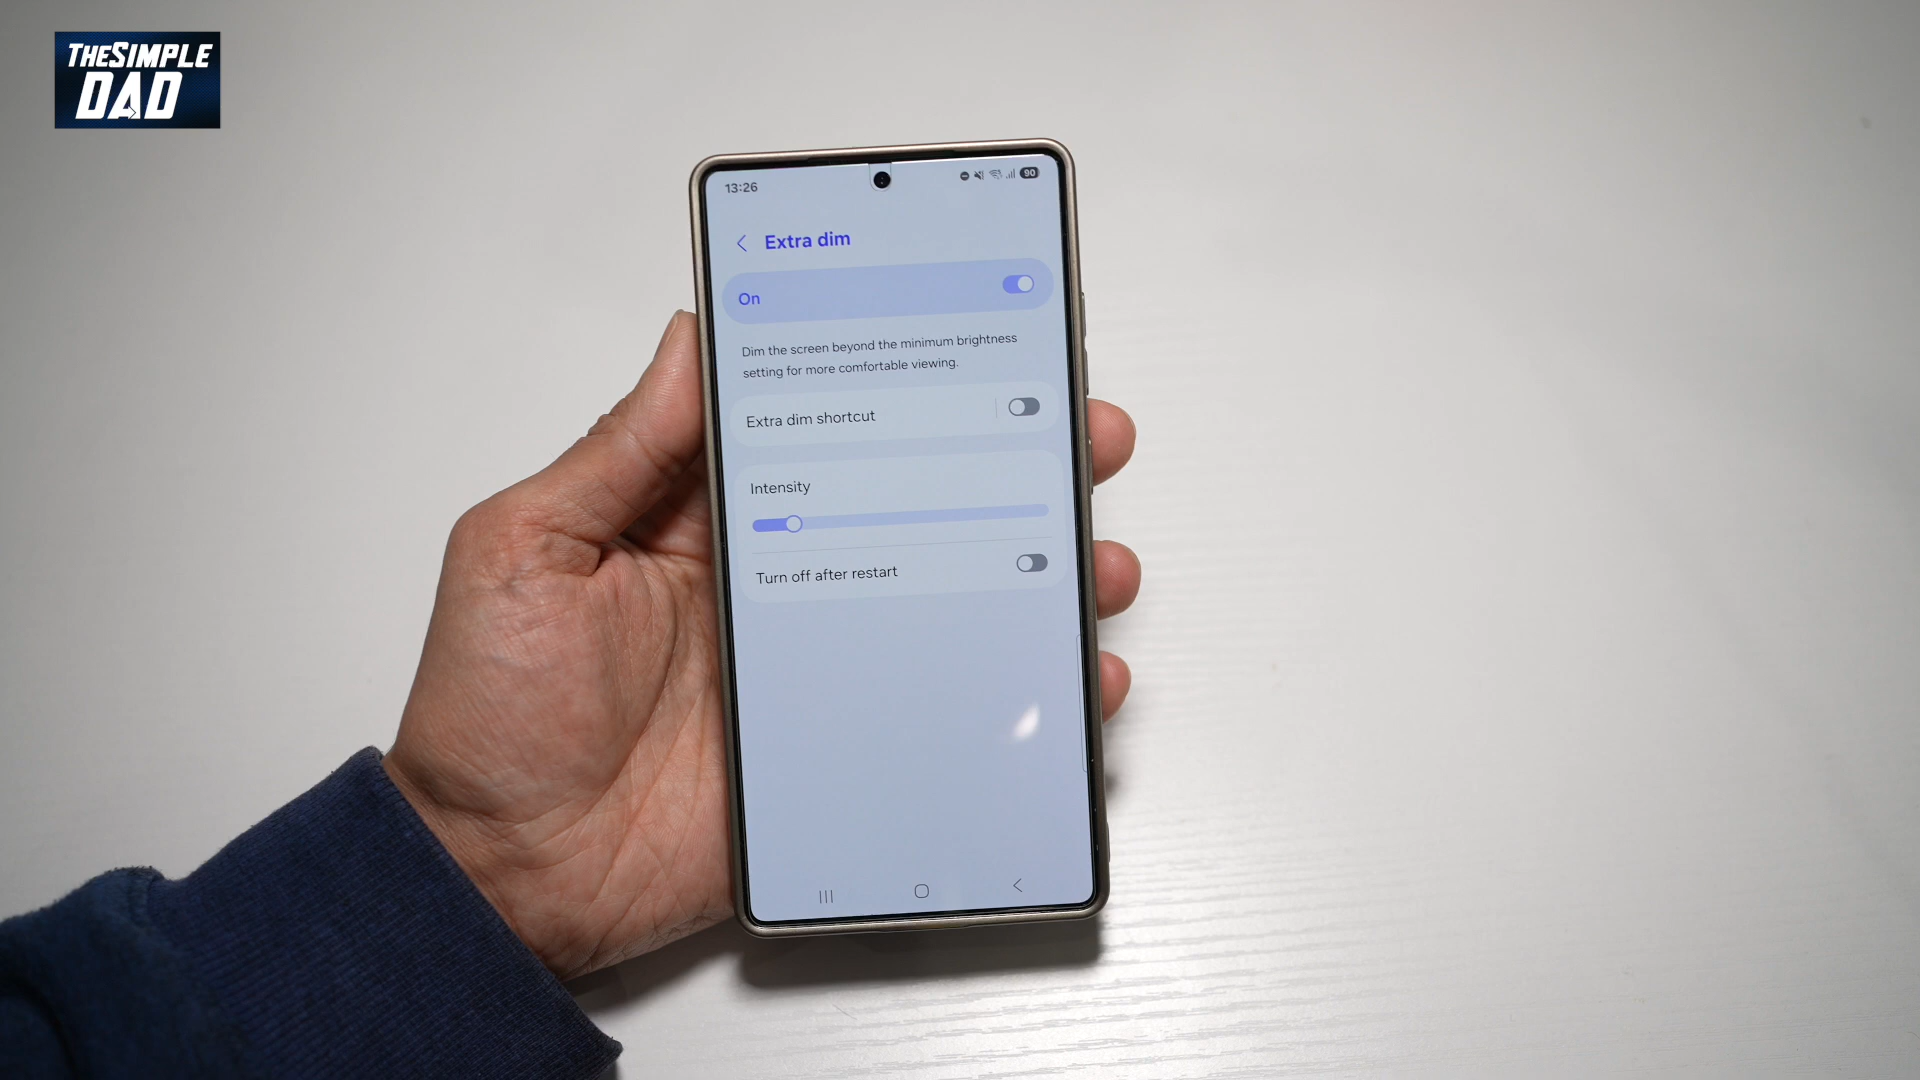 THESIMPLE
DAD
13:26
90
Extra dim
On
Dim the screen beyond the minimum brightness
setting for more comfortable viewing.
Extra dim shortcut
Intensity
Turn off after restart